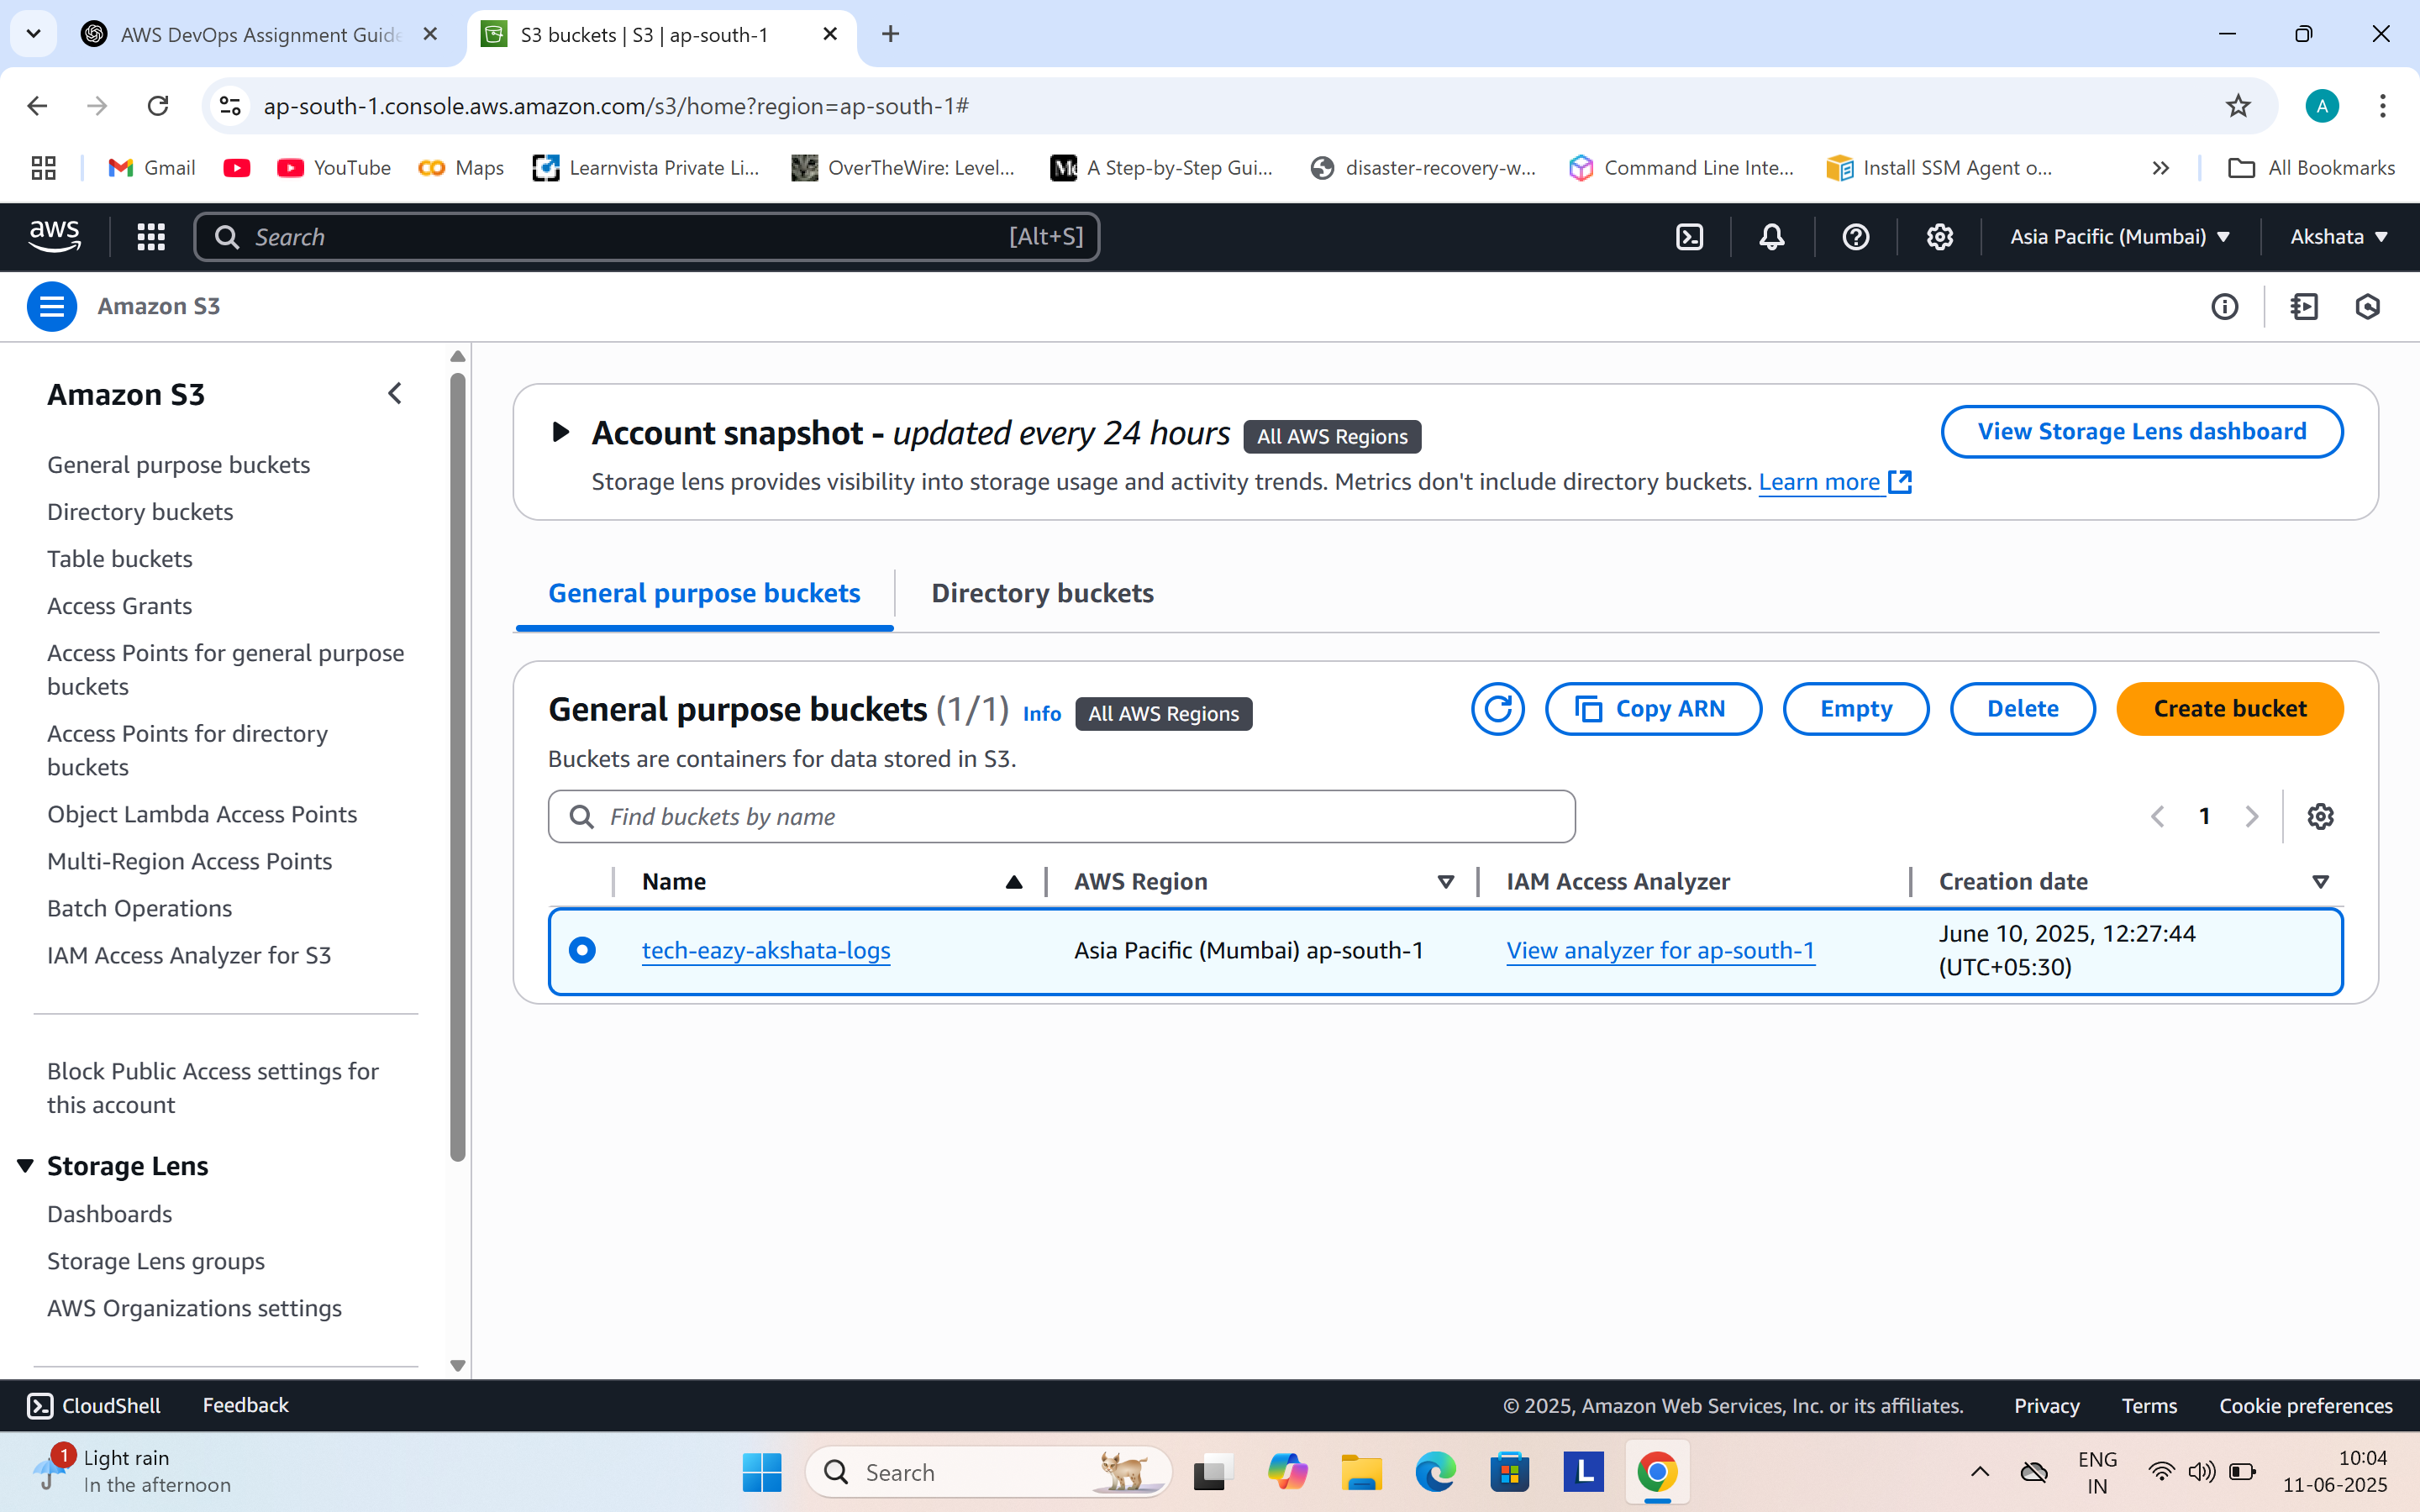 AWS DevOps Assignment Guide
S3 buckets | S3 | ap-south-1
ap-south-1.console.aws.amazon.com/s3/home?region=ap-south-1#
A
Gmail
YouTube
Maps
Learnvista Private Li...
OverTheWire: Level...
A Step-by-Step Gui...
disaster-recovery-w...
Command Line Inte...
Install SSM Agent o...
All Bookmarks
aws
Search
[Alt+S]
Asia Pacific (Mumbai)
Akshata
Amazon S3
Amazon S3
General purpose buckets
Directory buckets
Table buckets
Access Grants
Access Points for general purpose
buckets
Access Points for directory
buckets
Object Lambda Access Points
Multi-Region Access Points
Batch Operations
IAM Access Analyzer for S3
Block Public Access settings for
this account
Storage Lens
Dashboards
Storage Lens groups
AWS Organizations settings
Account snapshot - updated every 24 hours All AWS Regions
View Storage Lens dashboard
Storage lens provides visibility into storage usage and activity trends. Metrics don't include directory buckets. Learn more
General purpose buckets
Directory buckets
General purpose buckets (1/1) Info All AWS Regions
Copy ARN
Empty
Delete
Create bucket
Buckets are containers for data stored in S3.
Find buckets by name
1
Name
AWS Region
IAM Access Analyzer
Creation date
tech-eazy-akshata-logs
Asia Pacific (Mumbai) ap-south-1
View analyzer for ap-south-1
June 10, 2025, 12:27:44
(UTC+05:30)
CloudShell
Feedback
© 2025, Amazon Web Services, Inc. or its affiliates.
Privacy
Terms
Cookie preferences
1
Light rain
In the afternoon
Search
L
ENG
IN
10:04
11-06-2025